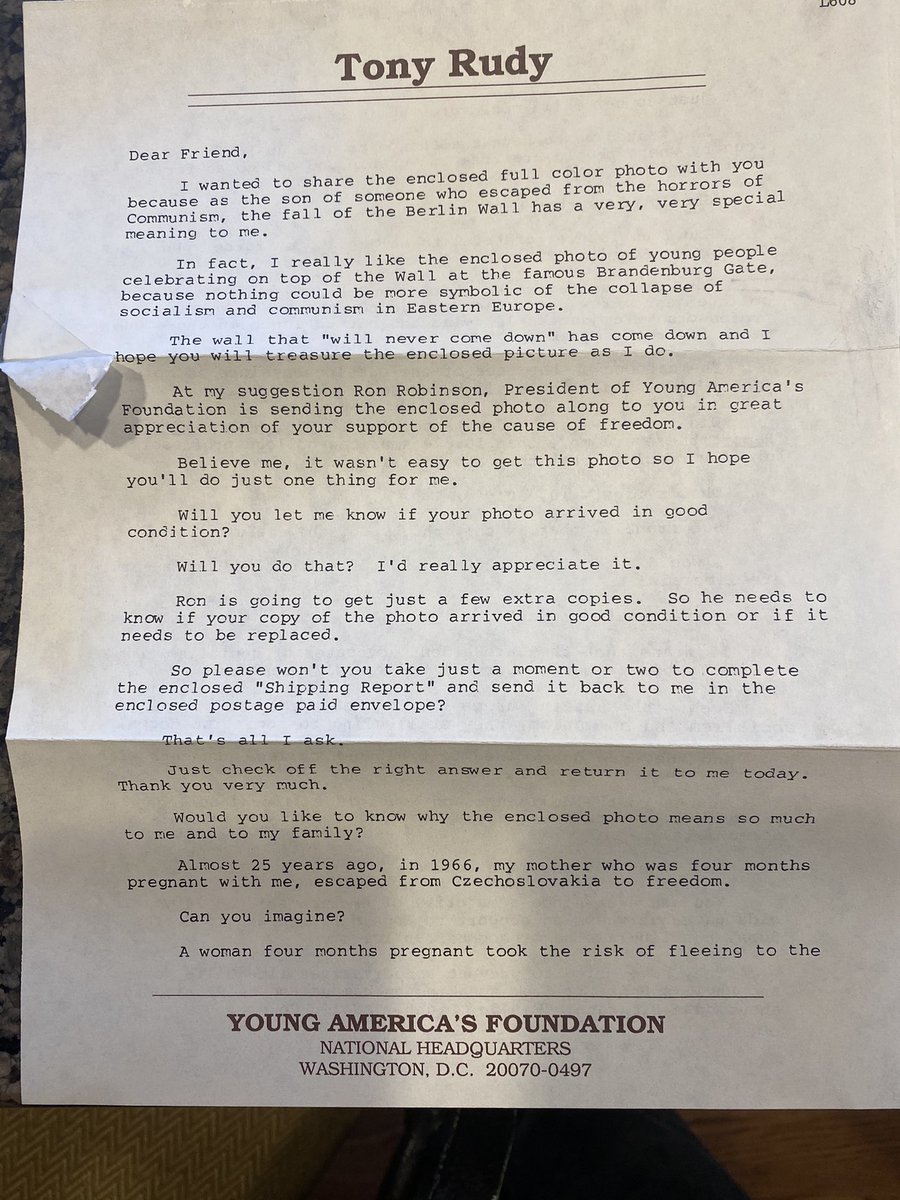 Tony Rudy
Dear Friend,
I wanted to share the enclosed full color photo with you
because as the son of someone who escaped from the horrors of
Communism, the fall of the Berlin Wall has a very, very special
meaning to me.
In fact, I really like the enclosed photo of young people
celebrating on top of the Wall at the famous Brandenburg Gate,
because nothing could be more symbolic of the collapse of
socialism and communism in Eastern Europe.
The wall that "will never come down" has come down and I
hope you will treasure the enclosed picture as I do.
At my suggestion Ron Robinson, President of Young America's
Foundation is sending the enclosed photo along to you in great
appreciation of your support of the cause of freedom.
Believe me, it wasn't easy to get this photo so I hope
you'll do just one thing for me.
Will you let me know if your photo arrived in good
condition?
Will you do that? I'd really appreciate it.
Ron is going to get just a few extra copies. So he needs to
know if your copy of the photo arrived in good condition or if it
needs to be replaced.
So please won't you take just a moment or two to complete
the enclosed "Shipping Report" and send it back to me in the
enclosed postage paid envelope?
That's all I ask.
Just check off the right answer and return it to me today.
Thank you very much.
Would you like to know why the enclosed photo means so much
to me and to my family?
Almost 25 years ago, in 1966, my mother who was four months
pregnant with me, escaped from Czechoslovakia to freedom.
Can you imagine?
A woman four months pregnant took the risk of fleeing to the
YOUNG AMERICA'S FOUNDATION
NATIONAL HEADQUARTERS
WASHINGTON, D.C. 20070-0497